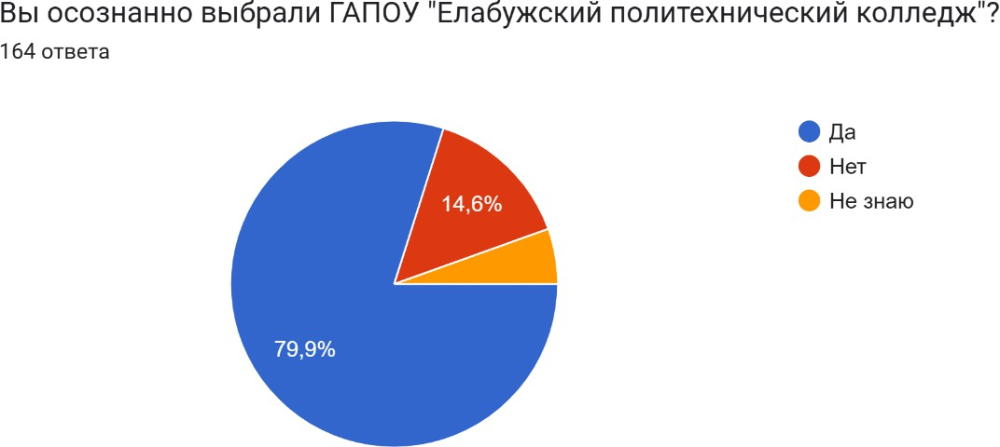 Вы осознанно выбрали ГАПОУ "Елабужский политехнический колледж"?
164 ответа
Да
Нет
Не знаю
14,6%
79,9%